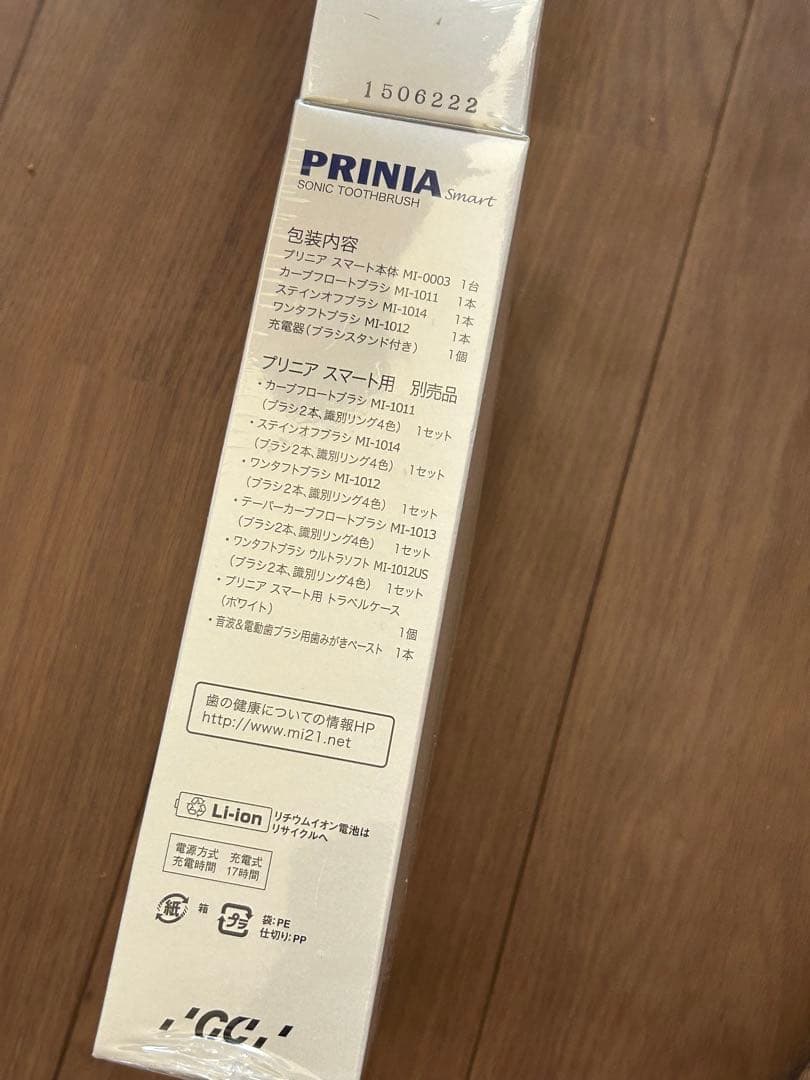 1506222
PRINIA Smart
SONIC TOOTHBRUSH
包装内容
プリニア スマート本体 MI-0003 1台
カーブフロートブラシ MI-1011 1本
ステインオフブラシ MI-1014 1本
ワンタフトブラシ MI-1012 1本
充電器(ブラシスタンド付き) 1個
プリニア スマート用 別売品
・カーブフロートブラシ MI-1011
(ブラシ2本、識別リング4色) 1セット
・ステインオフブラシ MI-1014
(ブラシ2本、識別リング4色) 1セット
・ワンタフトブラシ MI-1012
(ブラシ2本、識別リング4色) 1セット
・テーパーカーブフロートブラシ MI-1013
(ブラシ2本、識別リング4色) 1セット
・ワンタフトブラシ ウルトラソフト MI-1012US
(ブラシ2本、識別リング4色) 1セット
・プリニア スマート用 トラベルケース
(ホワイト) 1個
・音波&電動歯ブラシ用歯みがきペースト 1本
歯の健康についての情報HP
http://www.mi21.net
Li-ion リチウムイオン電池は
リサイクルへ
電源方式 充電式
充電時間 17時間
紙 箱 プラ 袋:PE
仕切り:PP
GC